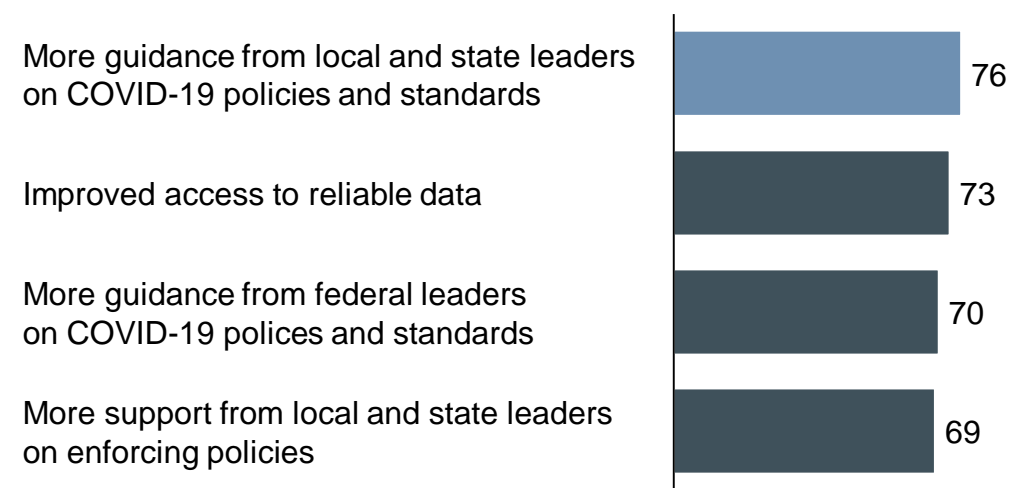 More guidance from local and state leaders
on COVID-19 policies and standards
76
Improved access to reliable data
73
More guidance from federal leaders
on COVID-19 polices and standards
70
More support from local and state leaders
on enforcing policies
69